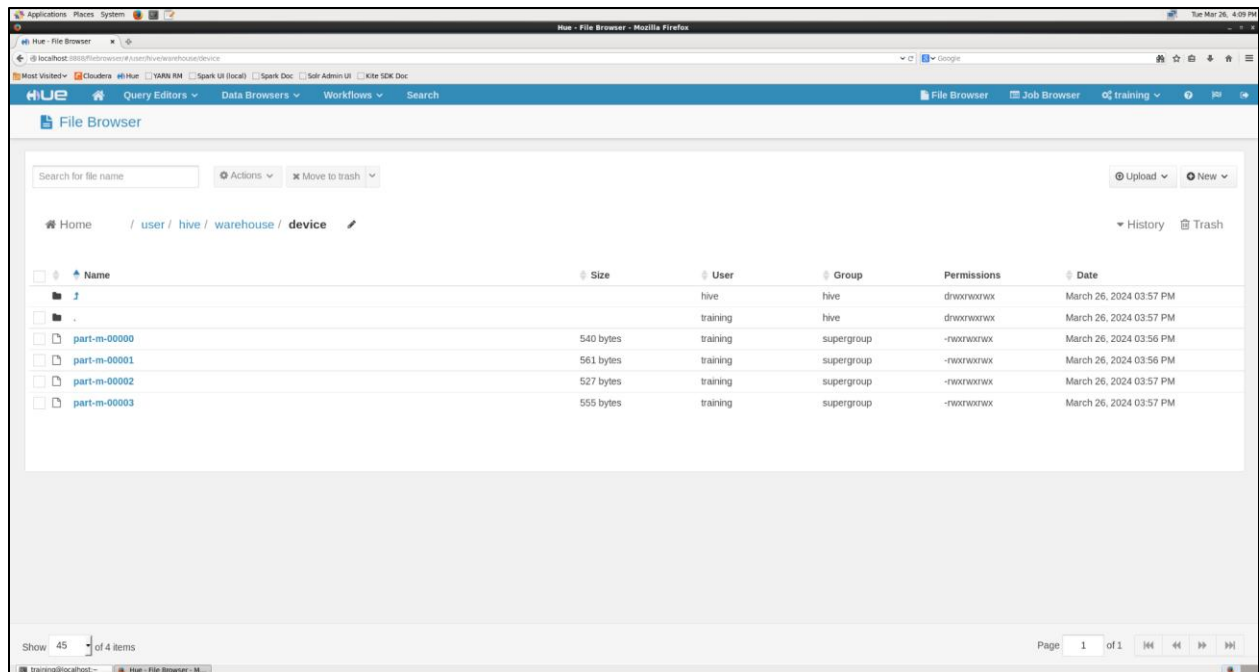 Applications Places System Tue Mar 26, 4:09 PM
Hue - File Browser - Mozilla Firefox
Hue - File Browser
localhost:8888/filebrowser/#/user/hive/warehouse/device Google
Most Visited Cloudera Hue YARN RM Spark UI (local) Spark Doc Solr Admin UI Kite SDK Doc
HUE Query Editors Data Browsers Workflows Search File Browser Job Browser training
File Browser
Search for file name Actions Move to trash Upload New
Home / user / hive / warehouse / device History Trash
Name Size User Group Permissions Date
hive hive drwxrwxrwx March 26, 2024 03:57 PM
. training hive drwxrwxrwx March 26, 2024 03:57 PM
part-m-00000 540 bytes training supergroup -rwxrwxrwx March 26, 2024 03:56 PM
part-m-00001 561 bytes training supergroup -rwxrwxrwx March 26, 2024 03:56 PM
part-m-00002 527 bytes training supergroup -rwxrwxrwx March 26, 2024 03:57 PM
part-m-00003 555 bytes training supergroup -rwxrwxrwx March 26, 2024 03:57 PM
Show 45 of 4 items Page 1 of 1
training@localhost:~ Hue - File Browser - M...